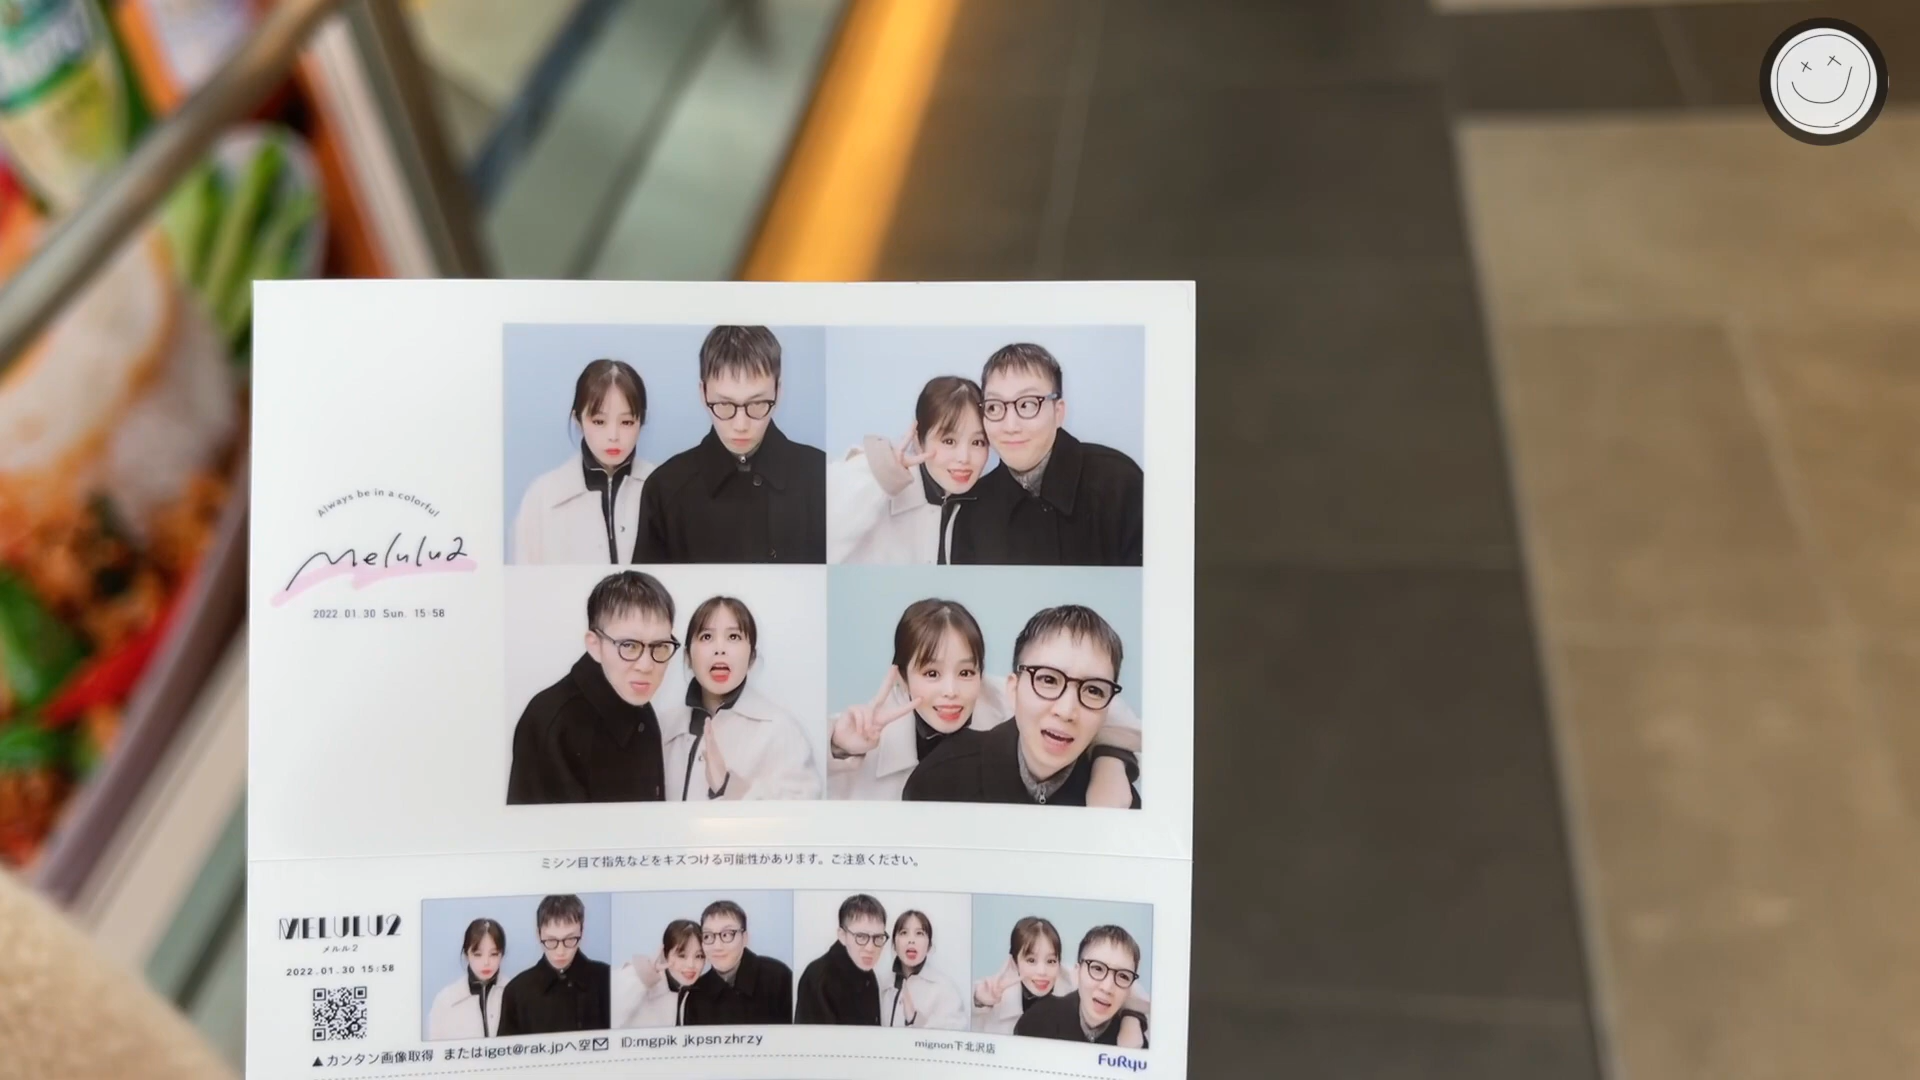 Always be in a colorful
Melulu2
2022.01.30 Sun. 15:58
ミシン目で指先などをキズつける可能性があります。ご注意ください。
MELULU2
メルル2
2022.01.30 15:58
▲カンタン画像取得 またはiget@rak.jpへ空✉ ID:mgpik jkpsnzhrzy
mignon下北沢店
FuRyu